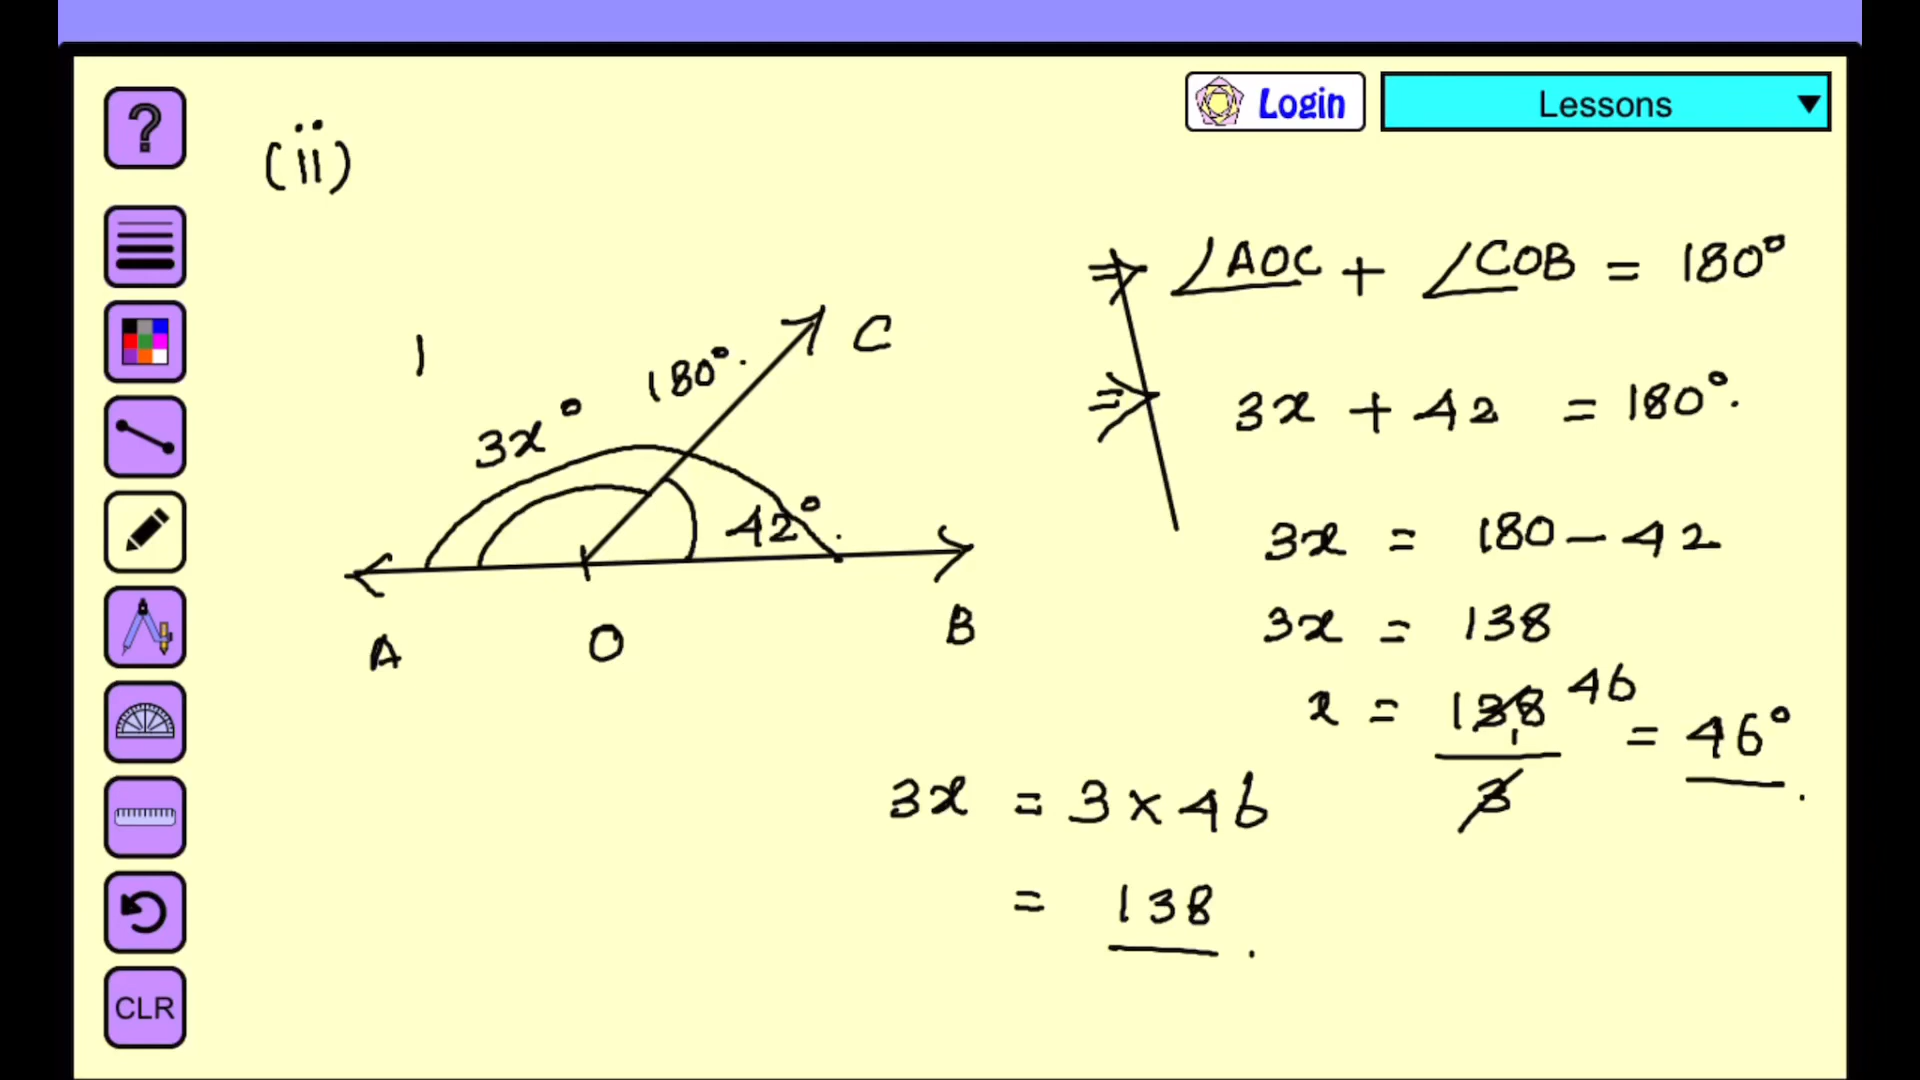 Login
Lessons
(ii)
⇒ ∠AOC + ∠COB = 180°
1
C
180°.
3x°
⇒ 3x + 42 = 180°.
42°.
3x = 180 - 42
A O B
3x = 138
x = 138/3 46 = 46°.
3x = 3 × 46
= 138.
CLR
?